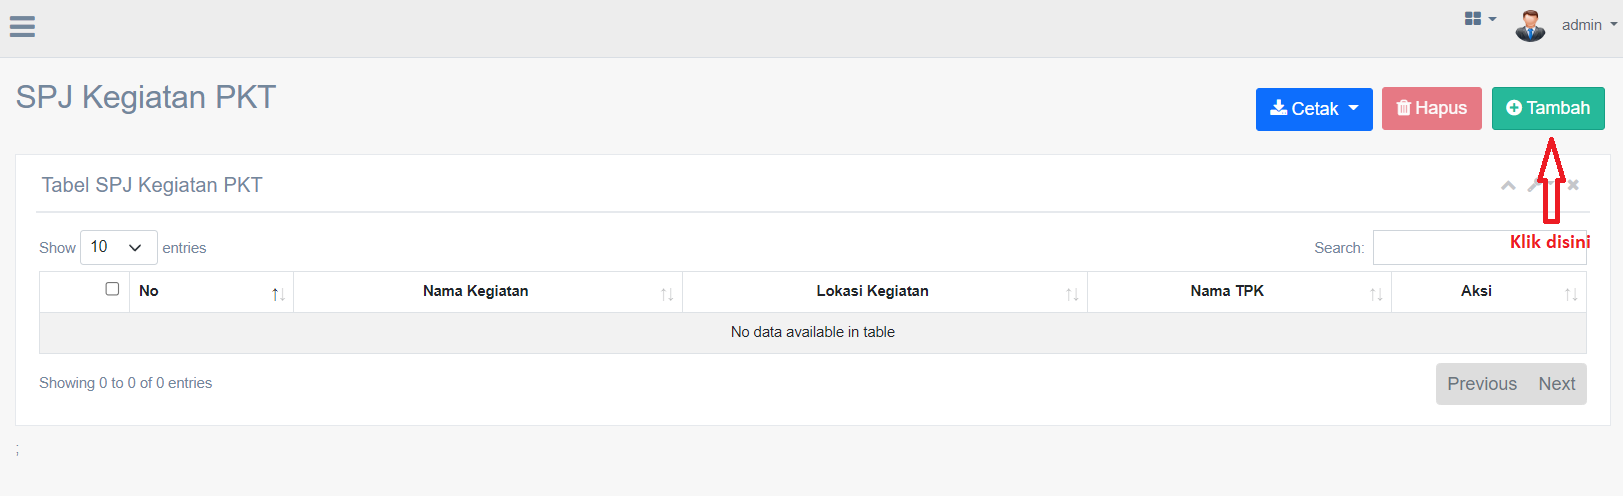 admin
SPJ Kegiatan PKT
Cetak Hapus Tambah
Tabel SPJ Kegiatan PKT
Show 10 entries Search: Klik disini
No Nama Kegiatan Lokasi Kegiatan Nama TPK Aksi
No data available in table
Showing 0 to 0 of 0 entries Previous Next
;